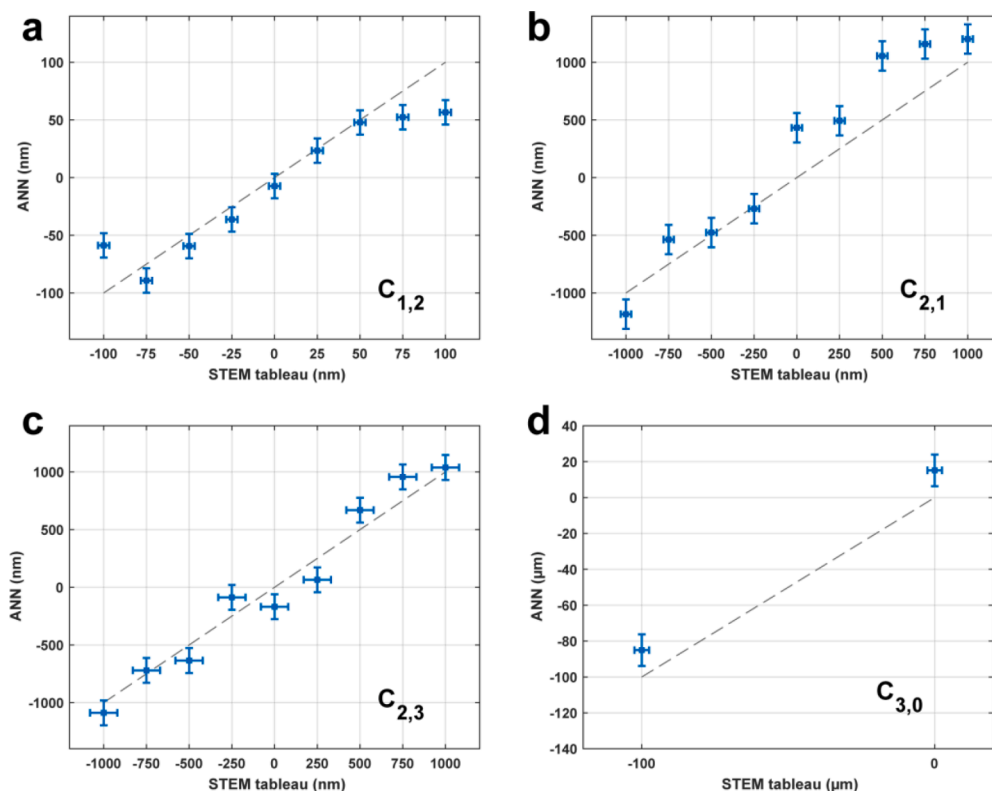 a
ANN (nm)
100
50
0
-50
-100
C1,2
-100 -75 -50 -25 0 25 50 75 100
STEM tableau (nm)
b
ANN (nm)
1000
500
0
-500
-1000
C2,1
-1000 -750 -500 -250 0 250 500 750 1000
STEM tableau (nm)
c
ANN (nm)
1000
500
0
-500
-1000
C2,3
-1000 -750 -500 -250 0 250 500 750 1000
STEM tableau (nm)
d
ANN (µm)
40
20
0
-20
-40
-60
-80
-100
-120
-140
C3,0
-100 0
STEM tableau (µm)